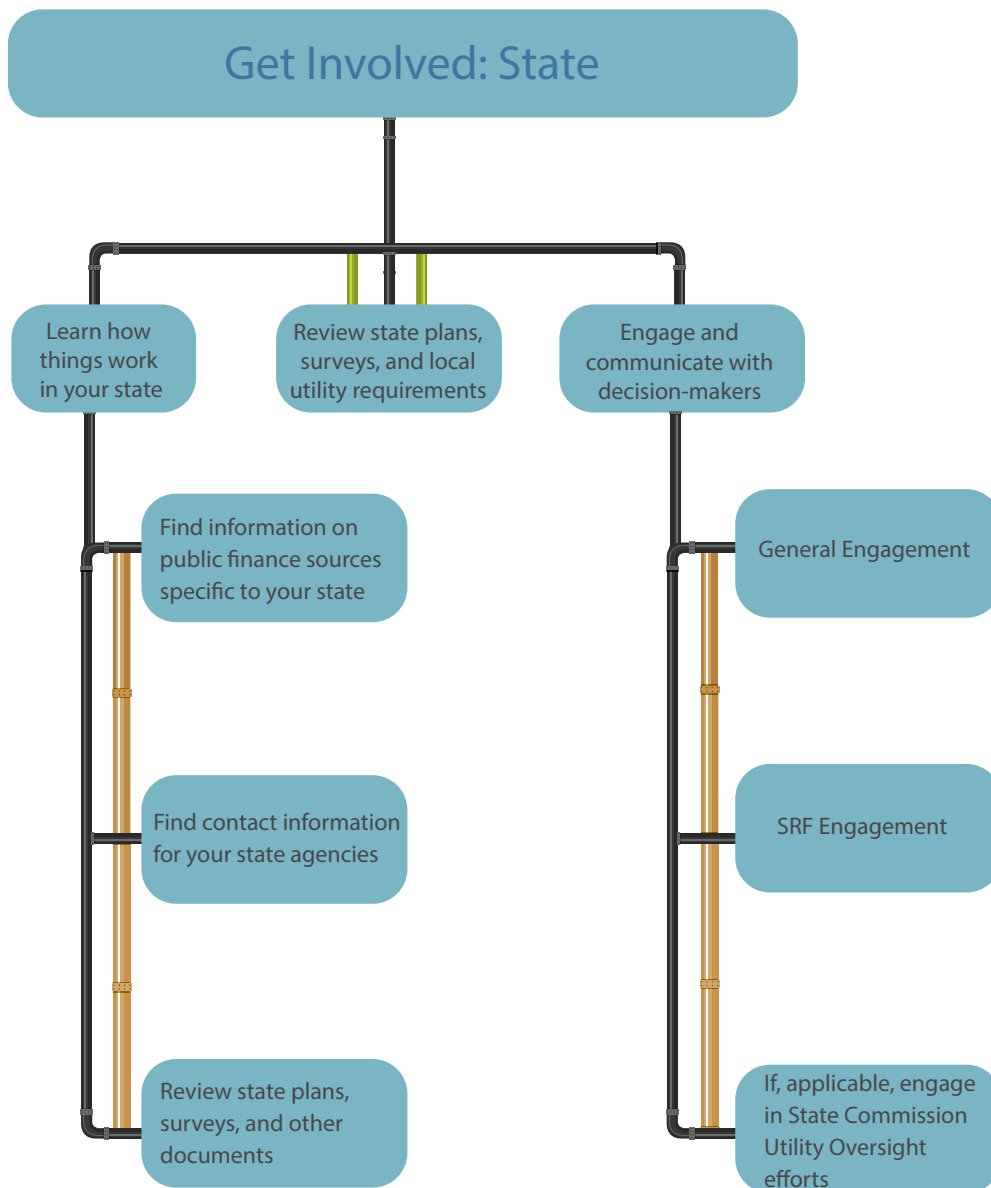 Get Involved: State
Learn how
things work
in your state
Review state plans,
surveys, and local
utility requirements
Engage and
communicate with
decision-makers
Find information on
public finance sources
specific to your state
General Engagement
Find contact information
for your state agencies
SRF Engagement
Review state plans,
surveys, and other
documents
If, applicable, engage
in State Commission
Utility Oversight
efforts